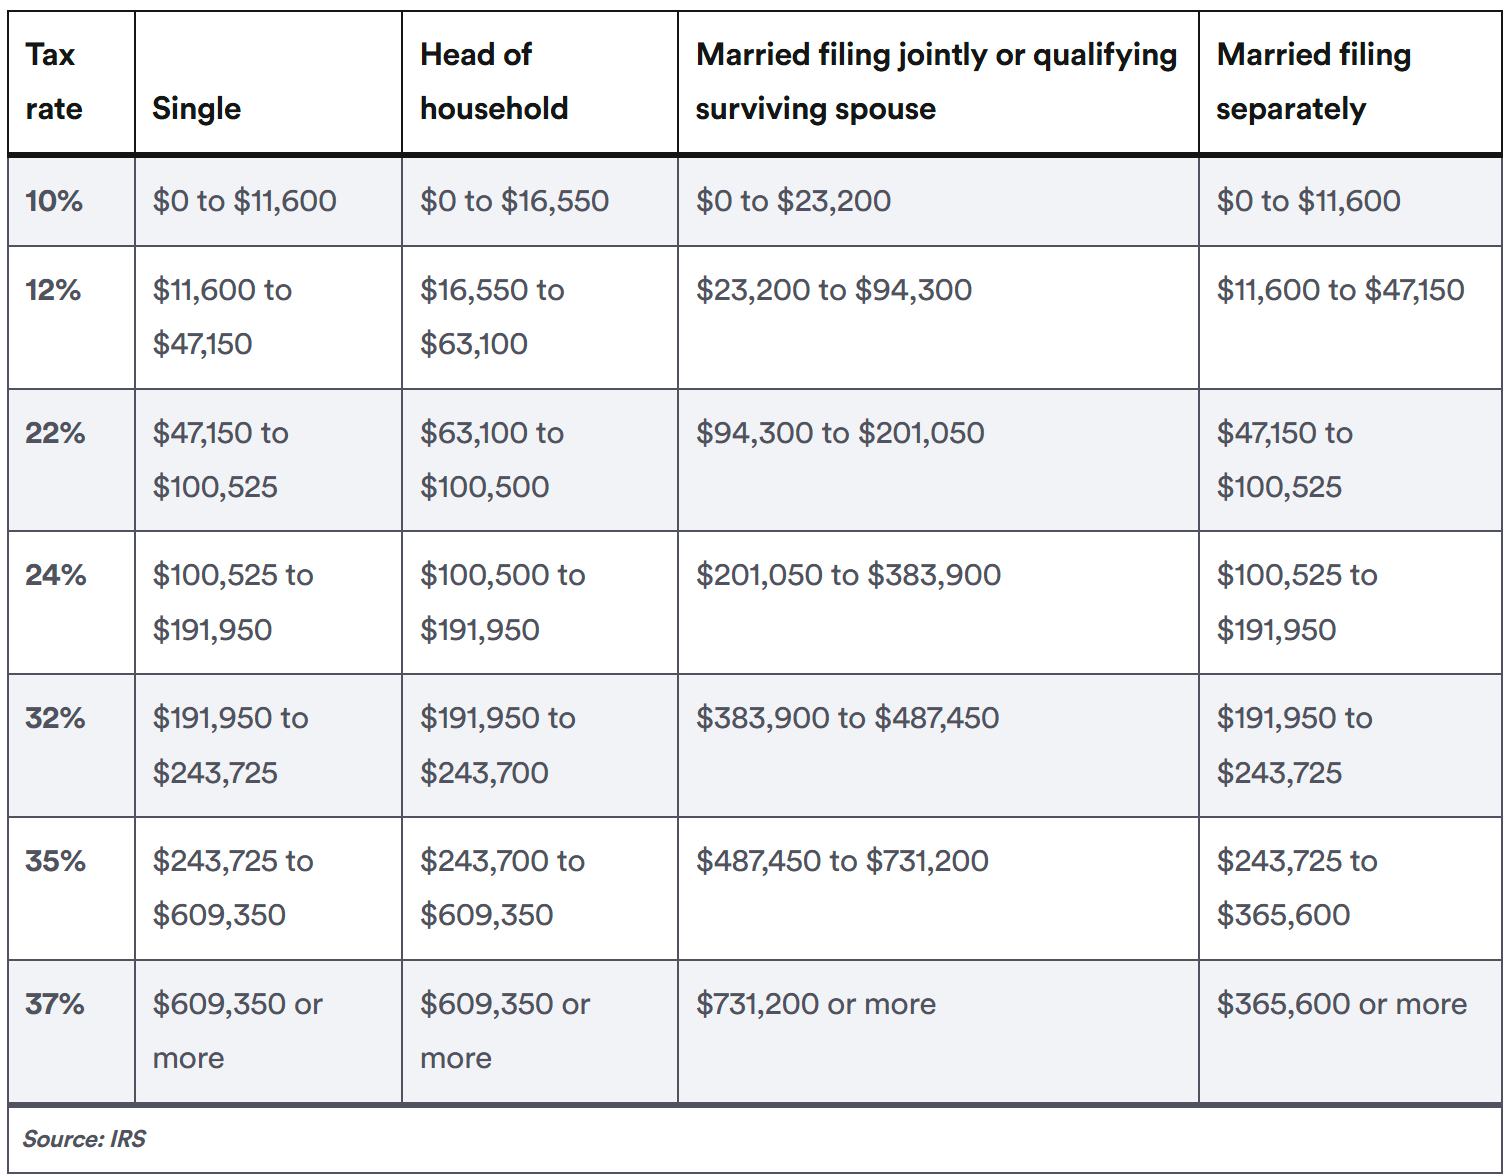 Tax rate | Single | Head of household | Married filing jointly or qualifying surviving spouse | Married filing separately
10% | $0 to $11,600 | $0 to $16,550 | $0 to $23,200 | $0 to $11,600
12% | $11,600 to $47,150 | $16,550 to $63,100 | $23,200 to $94,300 | $11,600 to $47,150
22% | $47,150 to $100,525 | $63,100 to $100,500 | $94,300 to $201,050 | $47,150 to $100,525
24% | $100,525 to $191,950 | $100,500 to $191,950 | $201,050 to $383,900 | $100,525 to $191,950
32% | $191,950 to $243,725 | $191,950 to $243,700 | $383,900 to $487,450 | $191,950 to $243,725
35% | $243,725 to $609,350 | $243,700 to $609,350 | $487,450 to $731,200 | $243,725 to $365,600
37% | $609,350 or more | $609,350 or more | $731,200 or more | $365,600 or more
Source: IRS